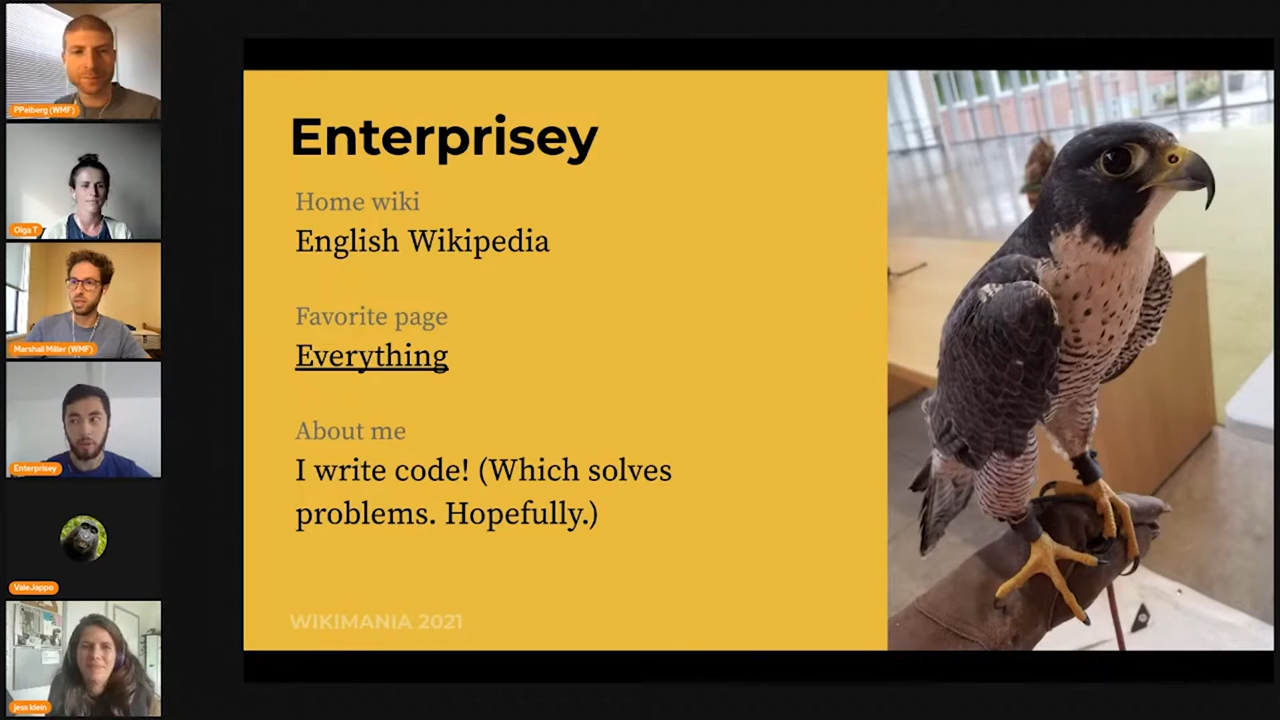 PPelberg (WMF)
Olga T
Marshall Miller (WMF)
Enterprisey
ValeJappo
jess klein
Enterprisey
Home wiki
English Wikipedia
Favorite page
Everything
About me
I write code! (Which solves
problems. Hopefully.)
WIKIMANIA 2021